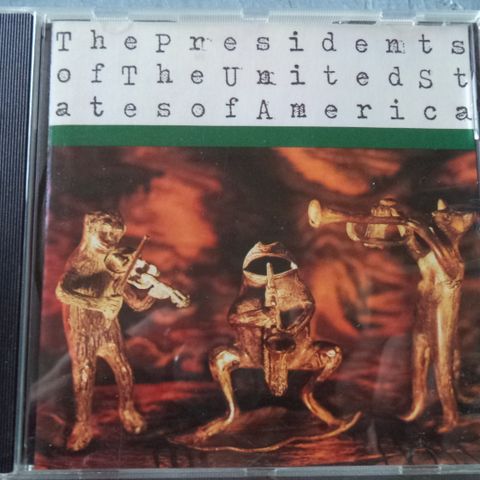 ThePresidents
ofTheUnitedSt
atesofAmerica